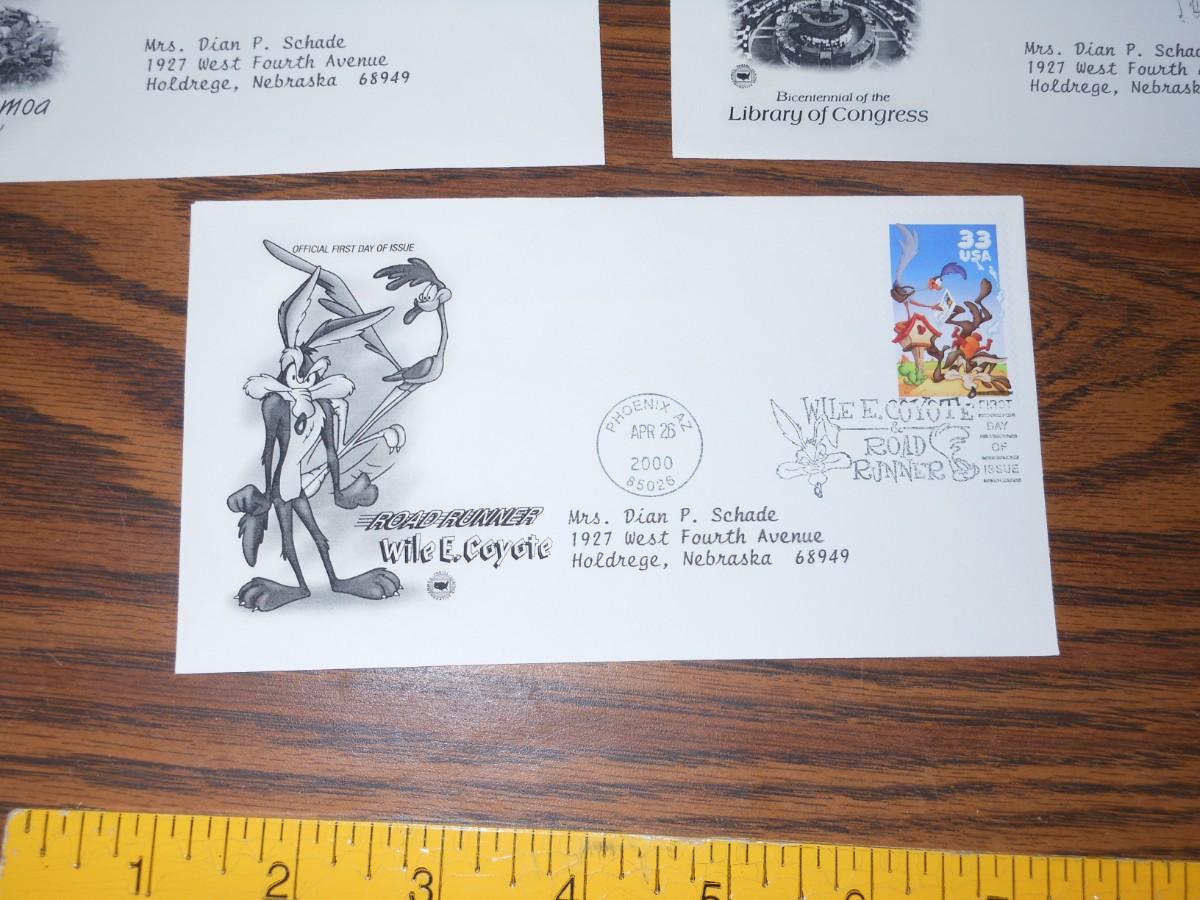 Mrs. Dian P. Schade
1927 West Fourth Avenue
Holdrege, Nebraska 68949
moa
Bicentennial of the
Library of Congress
Mrs. Dian P. Schade
1927 West Fourth
Holdrege, Nebrask
OFFICIAL FIRST DAY OF ISSUE
33
USA
PHOENIX AZ
APR 26
2000
85026
WILE E. COYOTE
&
ROAD
RUNNER
FIRST
DAY
OF
ISSUE
ROAD RUNNER
Wile E. Coyote
Mrs. Dian P. Schade
1927 West Fourth Avenue
Holdrege, Nebraska 68949
1 2 3 4 5 6 7